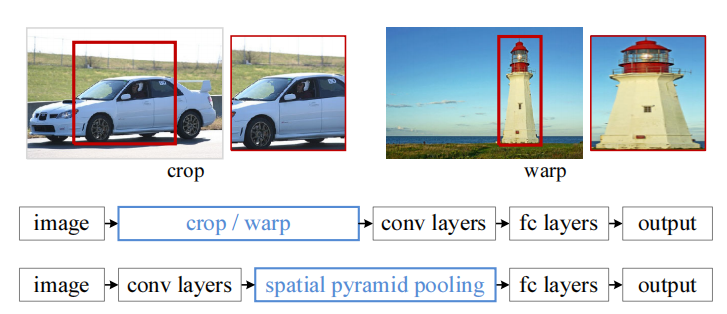 crop
warp
image crop / warp conv layers fc layers output
image conv layers spatial pyramid pooling fc layers output